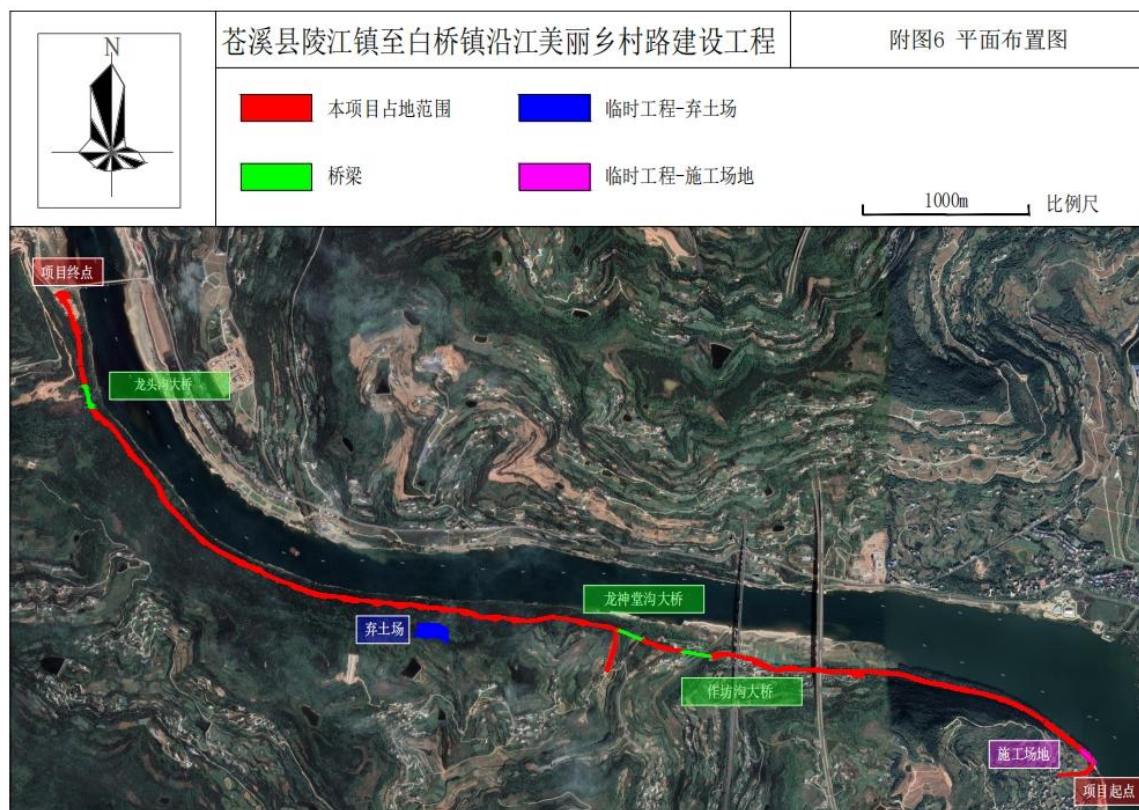 N
苍溪县陵江镇至白桥镇沿江美丽乡村路建设工程
附图6 平面布置图
本项目占地范围
临时工程-弃土场
桥梁
临时工程-施工场地
1000m
比例尺
项目终点
龙头沟大桥
龙神堂沟大桥
弃土场
作坊沟大桥
施工场地
项目起点